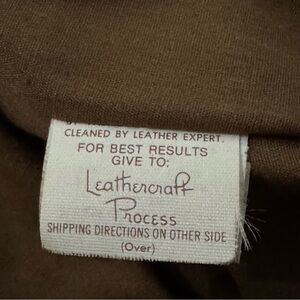 CLEANED BY LEATHER EXPERT.
FOR BEST RESULTS
GIVE TO:
Leathercraft
Process
SHIPPING DIRECTIONS ON OTHER SIDE
(Over)